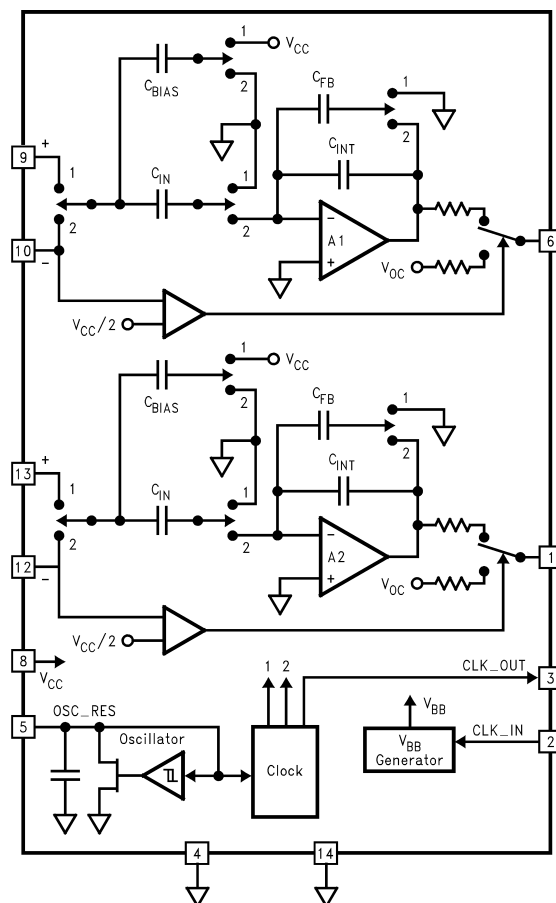 1
V_CC
C_BIAS
2
C_FB
1
2
9
+
1
C_IN
1
C_INT
2
2
−
A1
+
10
−
V_OC
6
V_CC/2
1
V_CC
C_BIAS
2
C_FB
1
2
13
+
1
C_IN
1
C_INT
2
2
−
A2
+
12
−
V_OC
1
V_CC/2
8
V_CC
1 2
CLK_OUT
3
OSC_RES
5
Oscillator
Clock
V_BB
CLK_IN
2
V_BB
Generator
4
14